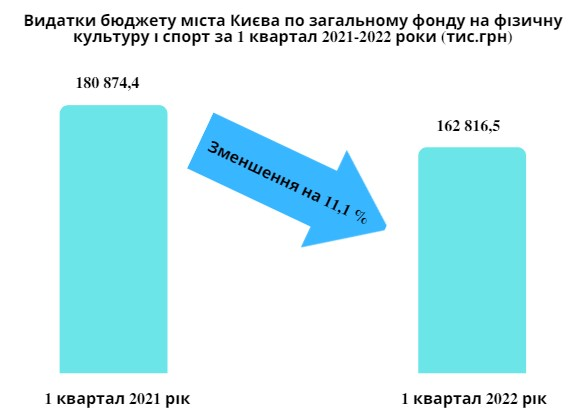 Видатки бюджету міста Києва по загальному фонду на фізичну
культуру і спорт за 1 квартал 2021-2022 роки (тис.грн)
180 874,4
162 816,5
Зменшення на 11,1 %
1 квартал 2021 рік
1 квартал 2022 рік